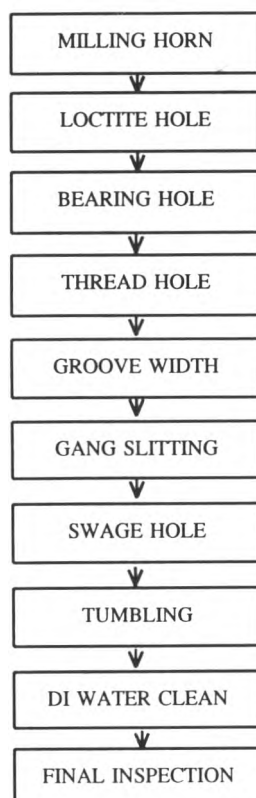 MILLING HORN
LOCTITE HOLE
BEARING HOLE
THREAD HOLE
GROOVE WIDTH
GANG SLITTING
SWAGE HOLE
TUMBLING
DI WATER CLEAN
FINAL INSPECTION